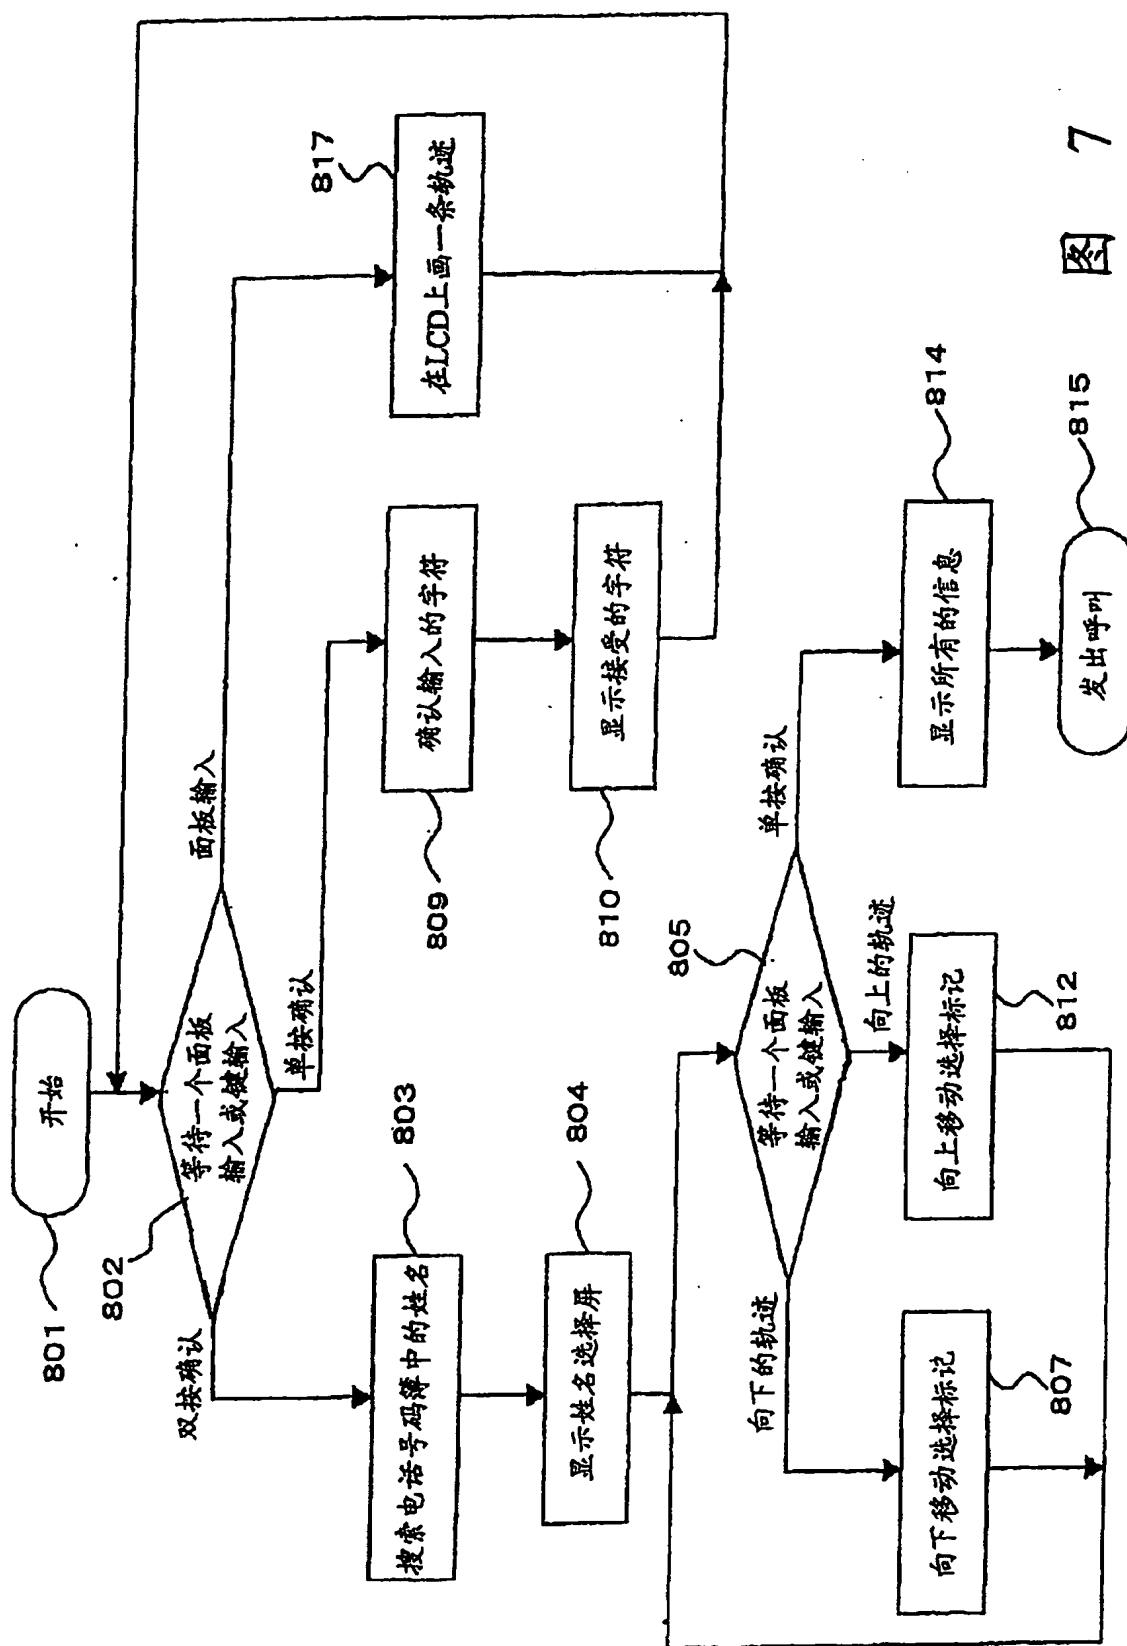 801
开始
802
等待一个面板
输入或键输入
双按确认
单按确认
面板输入
803
搜索电话号码簿中的姓名
809
确认输入的字符
817
在LCD上画一条轨迹
804
显示姓名选择屏
810
显示接受的字符
805
等待一个面板
输入或键输入
向下的轨迹
向上的轨迹
单按确认
807
向下移动选择标记
812
向上移动选择标记
814
显示所有的信息
815
发出呼叫
图 7